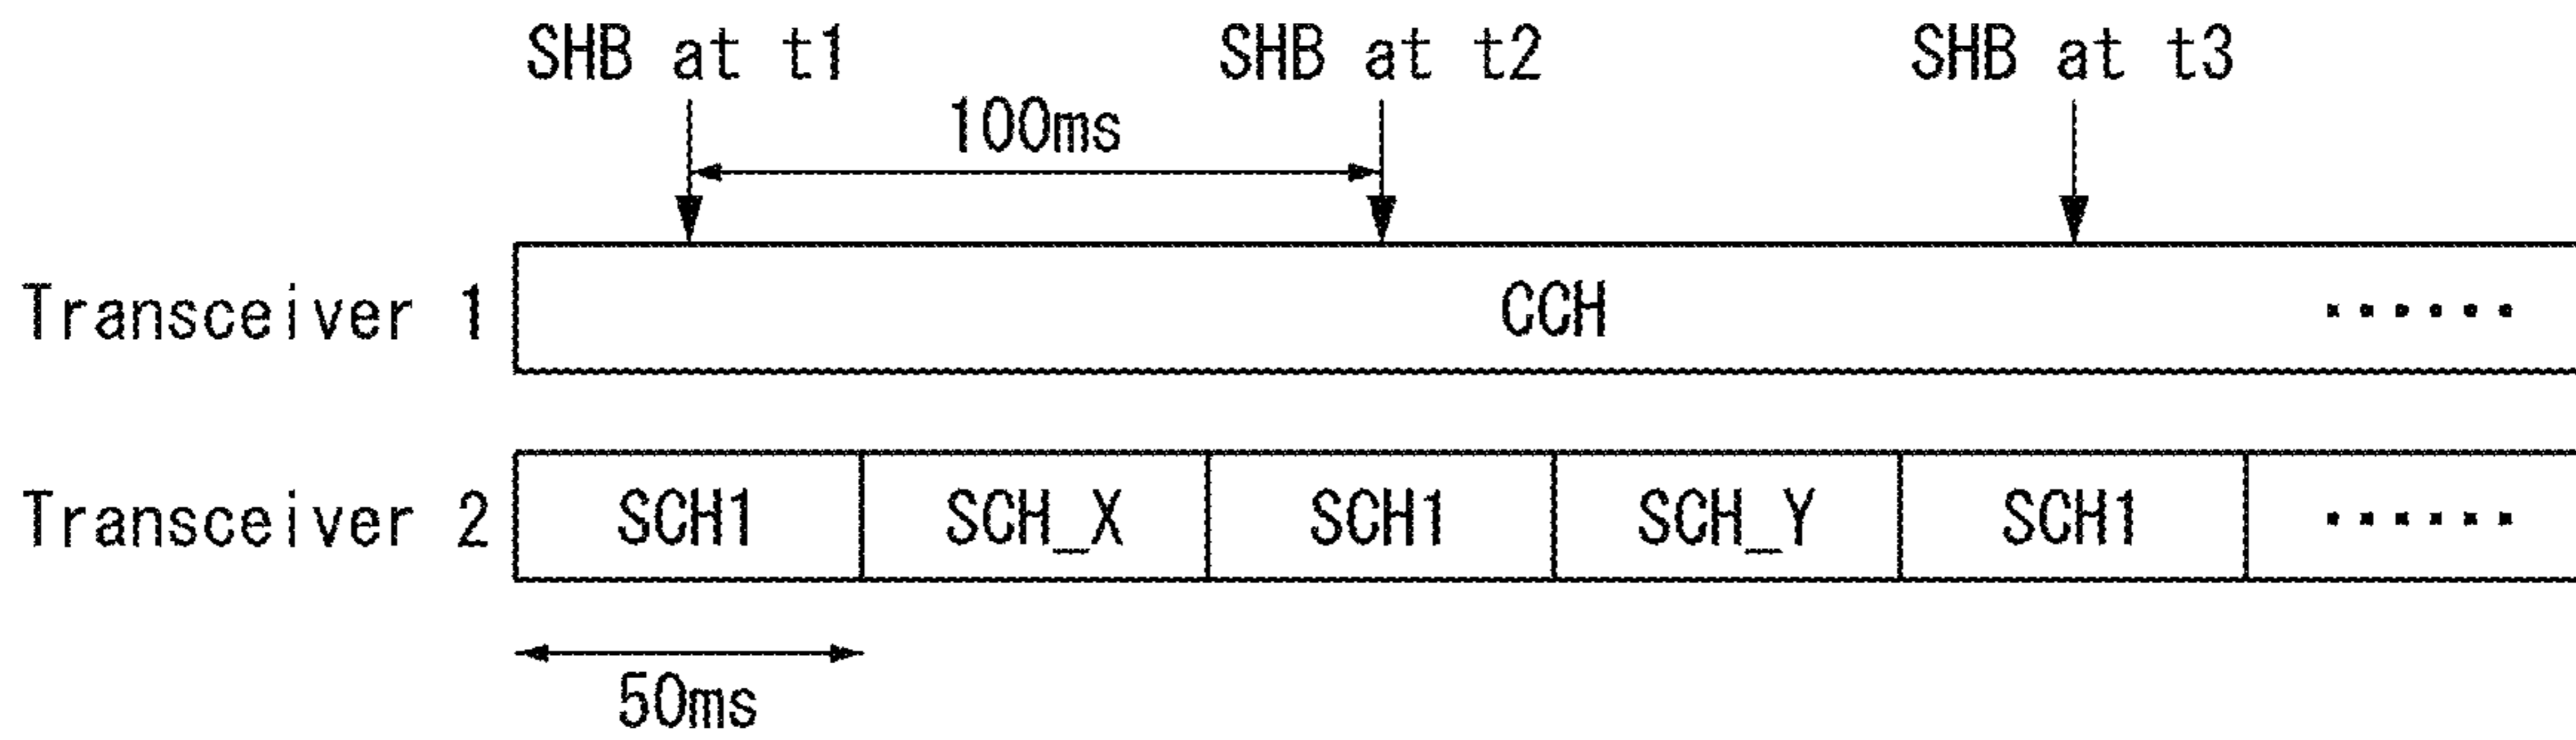 SHB at t1 SHB at t2 SHB at t3
100ms
Transceiver 1 CCH ......
Transceiver 2 SCH1 SCH_X SCH1 SCH_Y SCH1 ......
50ms